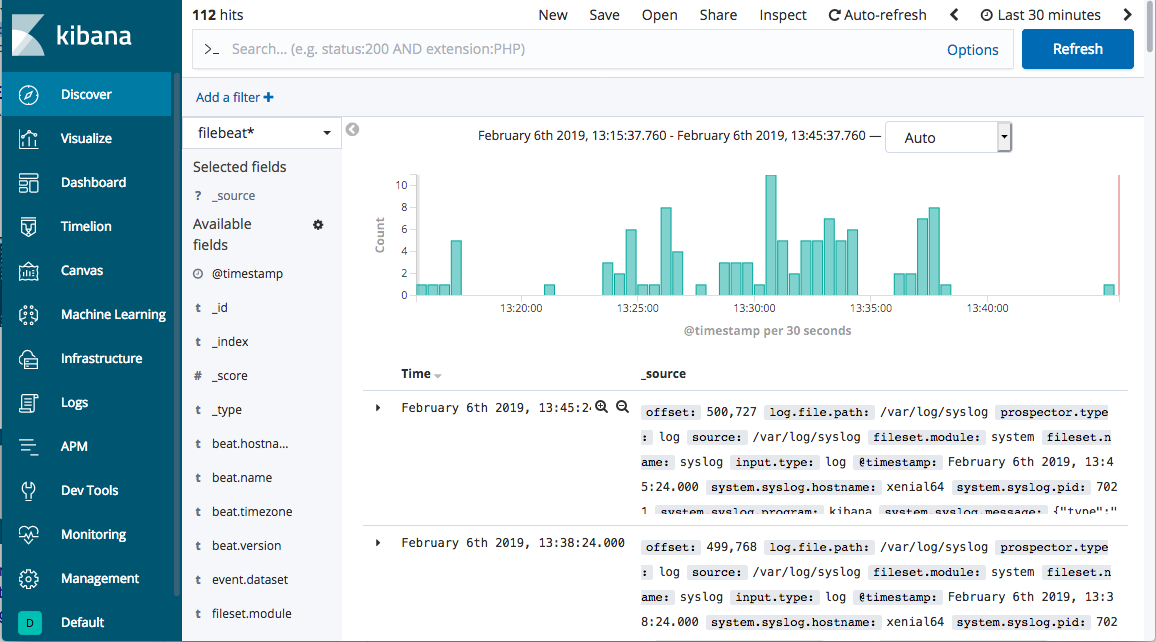 kibana
Discover
Visualize
Dashboard
Timelion
Canvas
Machine Learning
Infrastructure
Logs
APM
Dev Tools
Monitoring
Management
D Default
112 hits
New Save Open Share Inspect Auto-refresh Last 30 minutes
>_ Search... (e.g. status:200 AND extension:PHP) Options Refresh
Add a filter +
filebeat*
Selected fields
? _source
Available
fields
@timestamp
t _id
t _index
# _score
t _type
t beat.hostna...
t beat.name
t beat.timezone
t beat.version
t event.dataset
t fileset.module
February 6th 2019, 13:15:37.760 - February 6th 2019, 13:45:37.760 — Auto
Count
10
8
6
4
2
0
13:20:00 13:25:00 13:30:00 13:35:00 13:40:00
@timestamp per 30 seconds
Time _source
February 6th 2019, 13:45:24
offset: 500,727 log.file.path: /var/log/syslog prospector.type
: log source: /var/log/syslog fileset.module: system fileset.n
ame: syslog input.type: log @timestamp: February 6th 2019, 13:4
5:24.000 system.syslog.hostname: xenial64 system.syslog.pid: 702
1 system.syslog.program: kibana system.syslog.message: {"type":"
February 6th 2019, 13:38:24.000
offset: 499,768 log.file.path: /var/log/syslog prospector.type
: log source: /var/log/syslog fileset.module: system fileset.n
ame: syslog input.type: log @timestamp: February 6th 2019, 13:3
8:24.000 system.syslog.hostname: xenial64 system.syslog.pid: 702